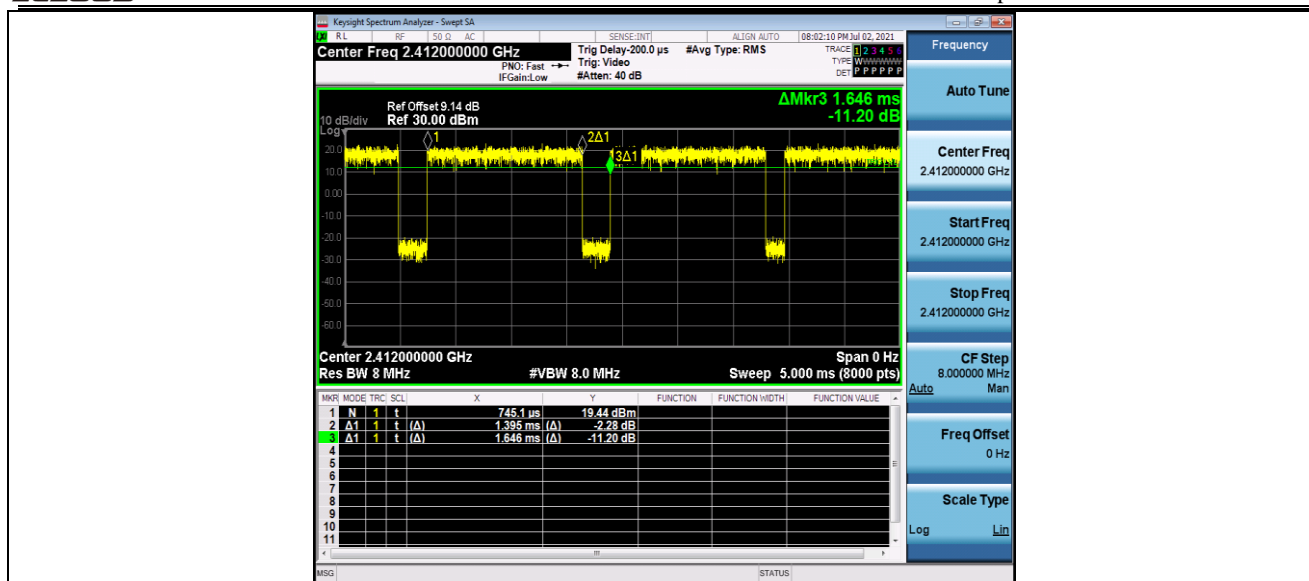 Keysight Spectrum Analyzer - Swept SA
RL RF 50 Ω AC SENSE:INT ALIGN AUTO 08:02:10 PM Jul 02, 2021
Center Freq 2.412000000 GHz
Trig Delay-200.0 µs #Avg Type: RMS
TRACE 1 2 3 4 5 6
PNO: Fast
Trig: Video
TYPE WWWWWW
IFGain:Low
#Atten: 40 dB
DET P P P P P P
Ref Offset 9.14 dB
ΔMkr3 1.646 ms
10 dB/div Ref 30.00 dBm
-11.20 dB
Log
1
2Δ1
3Δ1
20.0
10.0
0.00
-10.0
-20.0
-30.0
-40.0
-50.0
-60.0
Center 2.412000000 GHz
Span 0 Hz
Res BW 8 MHz
#VBW 8.0 MHz
Sweep 5.000 ms (8000 pts)
MKR MODE TRC SCL X Y FUNCTION FUNCTION WIDTH FUNCTION VALUE
1 N 1 t 745.1 µs 19.44 dBm
2 Δ1 1 t (Δ) 1.395 ms (Δ) -2.28 dB
3 Δ1 1 t (Δ) 1.646 ms (Δ) -11.20 dB
4
5
6
7
8
9
10
11
MSG
STATUS
Frequency
Auto Tune
Center Freq
2.412000000 GHz
Start Freq
2.412000000 GHz
Stop Freq
2.412000000 GHz
CF Step
8.000000 MHz
Auto Man
Freq Offset
0 Hz
Scale Type
Log Lin